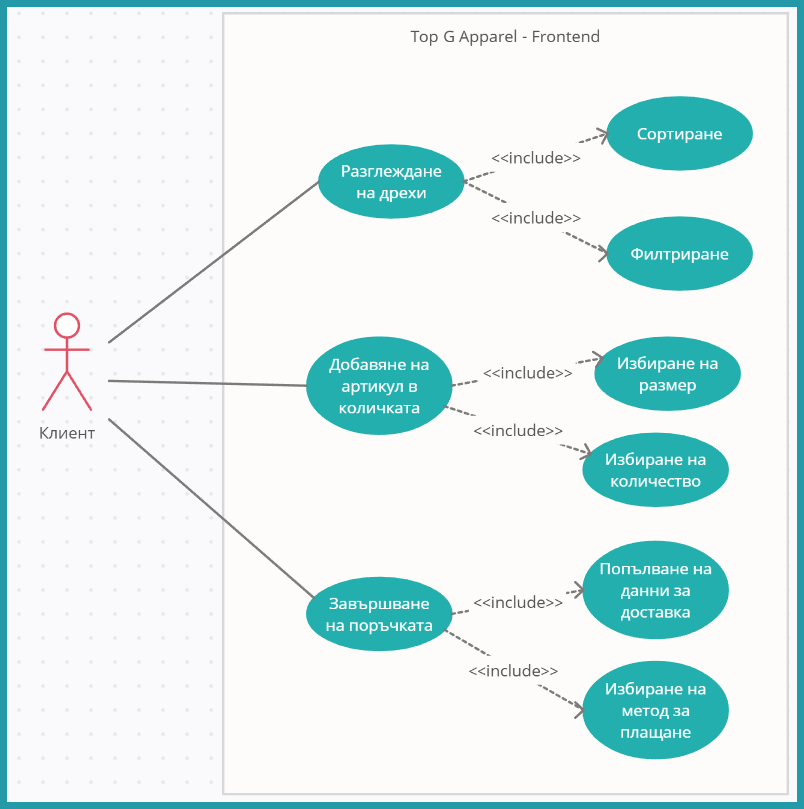 Top G Apparel - Frontend
Сортиране
<<include>>
Разглеждане
на дрехи
<<include>>
Филтриране
Добавяне на
артикул в
количката
<<include>>
Избиране на
размер
<<include>>
Избиране на
количество
Клиент
Завършване
на поръчката
<<include>>
Попълване на
данни за
доставка
<<include>>
Избиране на
метод за
плащане